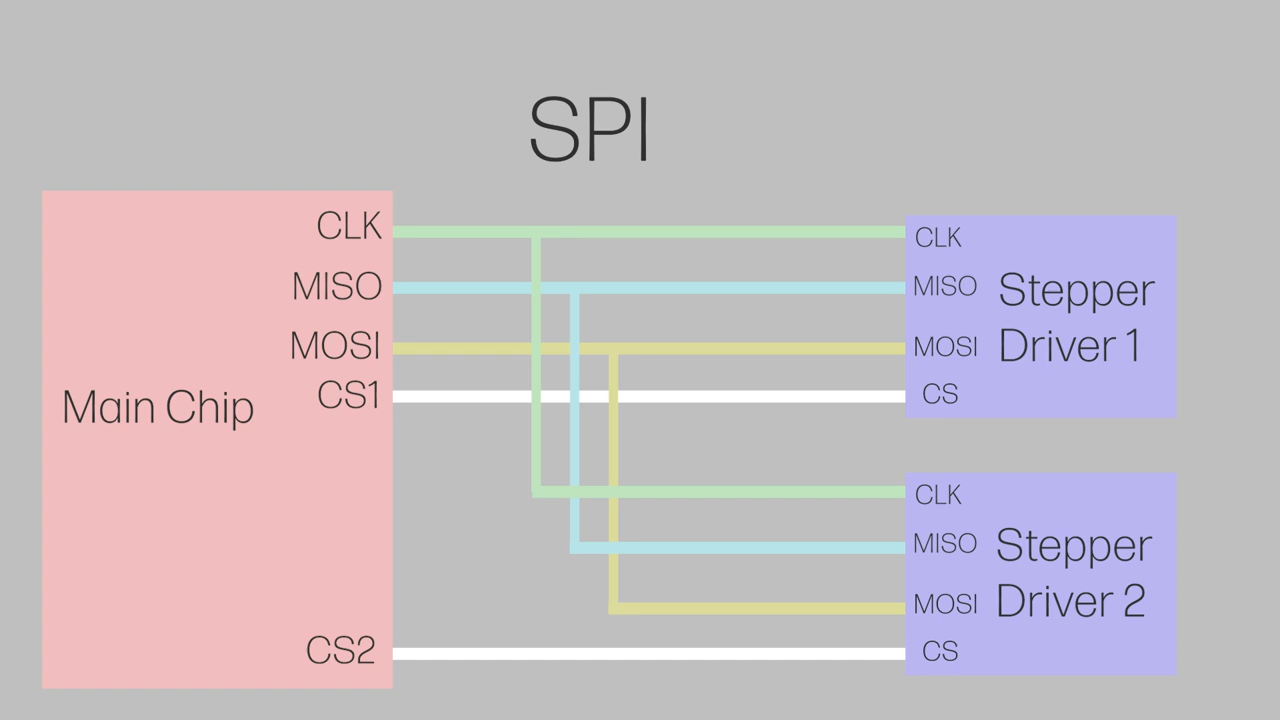 SPI
Main Chip
CLK
MISO
MOSI
CS1
CS2
CLK
MISO
MOSI
CS
Stepper
Driver 1
CLK
MISO
MOSI
CS
Stepper
Driver 2